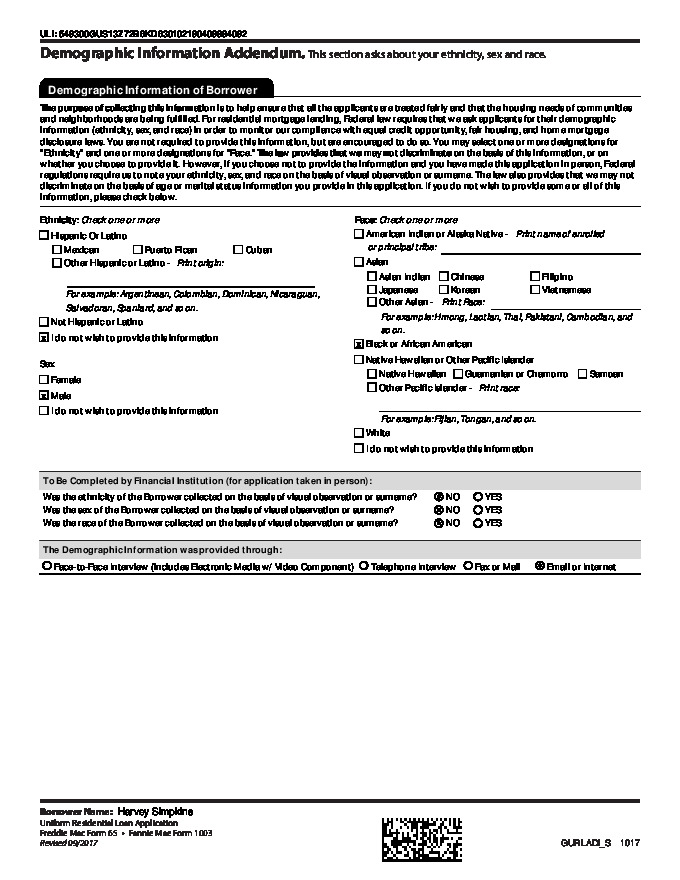 ULI: 549300GUS13Z72B6KD630102190409984092
Demographic Information Addendum. This section asks about your ethnicity, sex and race.
Demographic Information of Borrower
The purpose of collecting this information is to help ensure that all the applicants are treated fairly and that the housing needs of communities
and neighborhoods are being fulfilled. For residential mortgage lending, Federal law requires that we ask applicants for their demographic
information (ethnicity, sex, and race) in order to monitor our compliance with equal credit opportunity, fair housing, and home mortgage
disclosure laws. You are not required to provide this information, but are encouraged to do so. You may select one or more designations for
"Ethnicity" and one or more designations for "Race." The law provides that we may not discriminate on the basis of this information, or on
whether you choose to provide it. However, if you choose not to provide the information and you have made this application in person, Federal
regulations require us to note your ethnicity, sex, and race on the basis of visual observation or surname. The law also provides that we may not
discriminate on the basis of age or marital status information you provide in this application. If you do not wish to provide some or all of this
information, please check below.
Ethnicity: Check one or more
Hispanic Or Latino
Mexican Puerto Rican Cuban
Other Hispanic or Latino - Print origin:
For example: Argentinean, Colombian, Dominican, Nicaraguan,
Salvadoran, Spaniard, and so on.
Not Hispanic or Latino
x I do not wish to provide this information
Sex
Female
x Male
I do not wish to provide this information
Race: Check one or more
American Indian or Alaska Native - Print name of enrolled
or principal tribe:
Asian
Asian Indian Chinese Filipino
Japanese Korean Vietnamese
Other Asian - Print Race:
For example: Hmong, Laotian, Thai, Pakistani, Cambodian, and
so on.
x Black or African American
Native Hawaiian or Other Pacific Islander
Native Hawaiian Guamanian or Chamorro Samoan
Other Pacific Islander - Print race:
For example: Fijian, Tongan, and so on.
White
I do not wish to provide this information
To Be Completed by Financial Institution (for application taken in person):
Was the ethnicity of the Borrower collected on the basis of visual observation or surname? x NO YES
Was the sex of the Borrower collected on the basis of visual observation or surname? x NO YES
Was the race of the Borrower collected on the basis of visual observation or surname? x NO YES
The Demographic Information was provided through:
Face-to-Face Interview (includes Electronic Media w/ Video Component) Telephone Interview Fax or Mail x Email or Internet
Borrower Name: Harvey Simpkins
Uniform Residential Loan Application
Freddie Mac Form 65 • Fannie Mae Form 1003
Revised 09/2017
GURLADI_S 1017